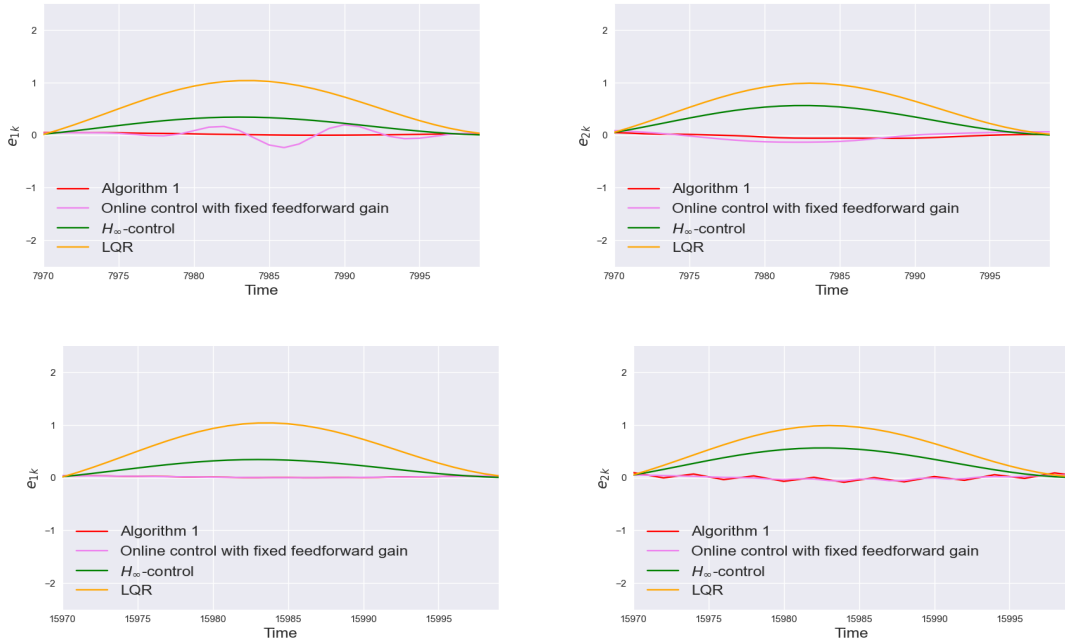 2
1
0
−1
−2
e1k
Algorithm 1
Online control with fixed feedforward gain
H∞-control
LQR
7970 7975 7980 7985 7990 7995
Time
2
1
0
−1
−2
e2k
Algorithm 1
Online control with fixed feedforward gain
H∞-control
LQR
7970 7975 7980 7985 7990 7995
Time
2
1
0
−1
−2
e1k
Algorithm 1
Online control with fixed feedforward gain
H∞-control
LQR
15970 15975 15980 15985 15990 15995
Time
2
1
0
−1
−2
e2k
Algorithm 1
Online control with fixed feedforward gain
H∞-control
LQR
15970 15975 15980 15985 15990 15995
Time